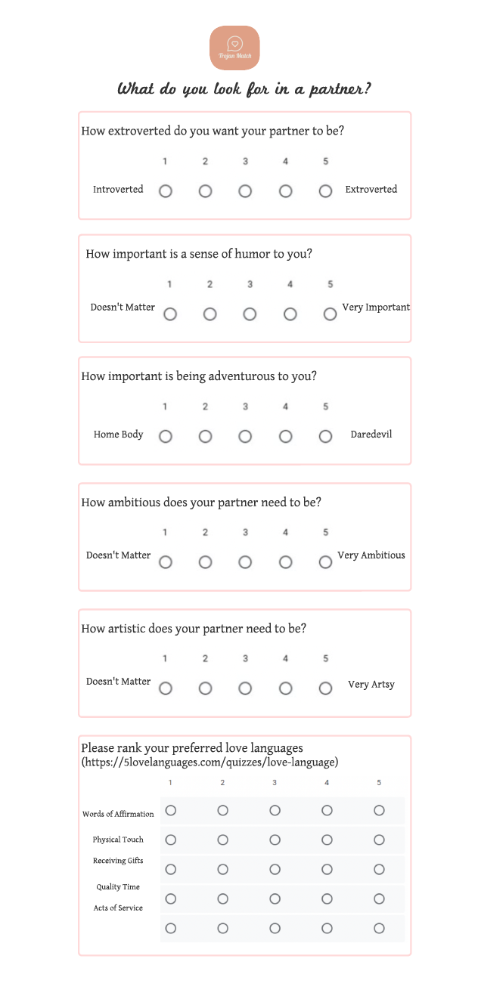 Trojan Match
What do you look for in a partner?
How extroverted do you want your partner to be?
1 2 3 4 5
Introverted Extroverted
How important is a sense of humor to you?
1 2 3 4 5
Doesn't Matter Very Important
How important is being adventurous to you?
1 2 3 4 5
Home Body Daredevil
How ambitious does your partner need to be?
1 2 3 4 5
Doesn't Matter Very Ambitious
How artistic does your partner need to be?
1 2 3 4 5
Doesn't Matter Very Artsy
Please rank your preferred love languages
(https://5lovelanguages.com/quizzes/love-language)
1 2 3 4 5
Words of Affirmation
Physical Touch
Receiving Gifts
Quality Time
Acts of Service